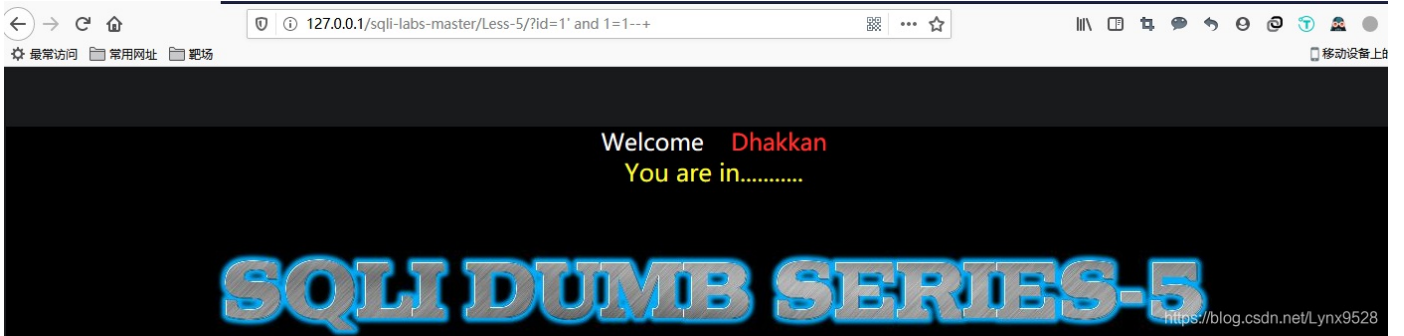 127.0.0.1/sqli-labs-master/Less-5/?id=1' and 1=1--+
最常访问 常用网址 靶场 移动设备上的
Welcome Dhakkan
You are in...........
SQLI DUMB SERIES-5
https://blog.csdn.net/Lynx9528